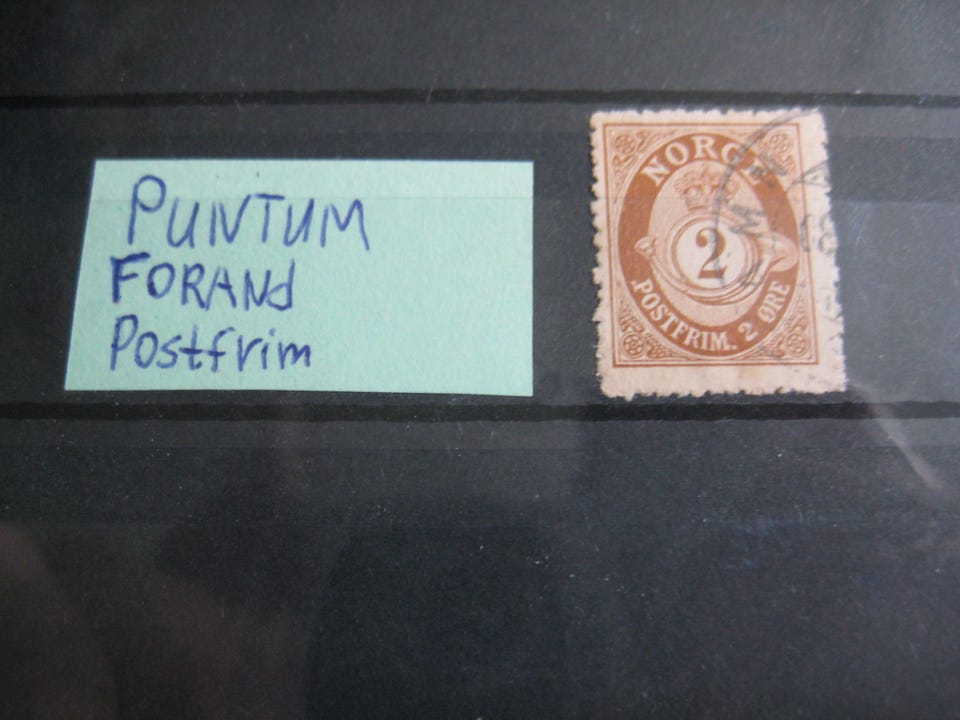 PUNTUM
FORANd
Postfrim
NORGE
2
.POSTFRIM. 2 ØRE